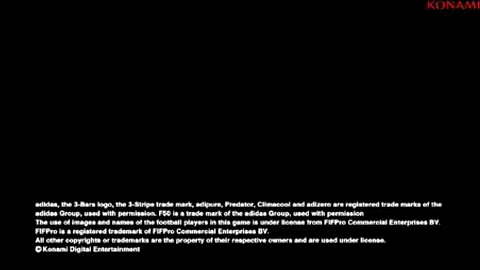 KONAMI
adidas, the 3-Bars logo, the 3-Stripe trade mark, adipure, Predator, Climacool and adizero are registered trade marks of the
adidas Group, used with permission. F50 is a trade mark of the adidas Group, used with permission
The use of images and names of the football players in this game is under license from FIFPro Commercial Enterprises BV.
FIFPro is a registered trademark of FIFPro Commercial Enterprises BV.
All other copyrights or trademarks are the property of their respective owners and are used under license.
©Konami Digital Entertainment